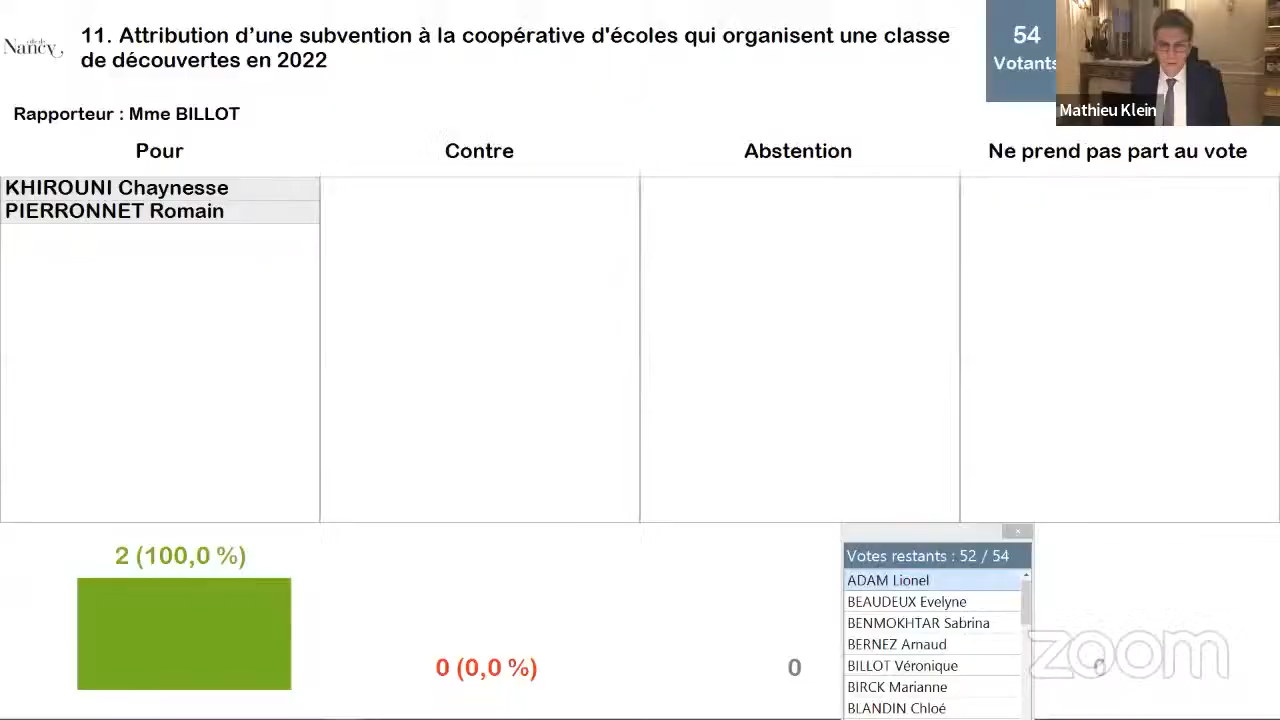 ville de
Nancy
11. Attribution d’une subvention à la coopérative d'écoles qui organisent une classe
de découvertes en 2022
54
Votants
Mathieu Klein
Rapporteur : Mme BILLOT
Pour
Contre
Abstention
Ne prend pas part au vote
KHIROUNI Chaynesse
PIERRONNET Romain
2 (100,0 %)
0 (0,0 %)
0
0
Votes restants : 52 / 54
ADAM Lionel
BEAUDEUX Evelyne
BENMOKHTAR Sabrina
BERNEZ Arnaud
BILLOT Véronique
BIRCK Marianne
BLANDIN Chloé
zoom